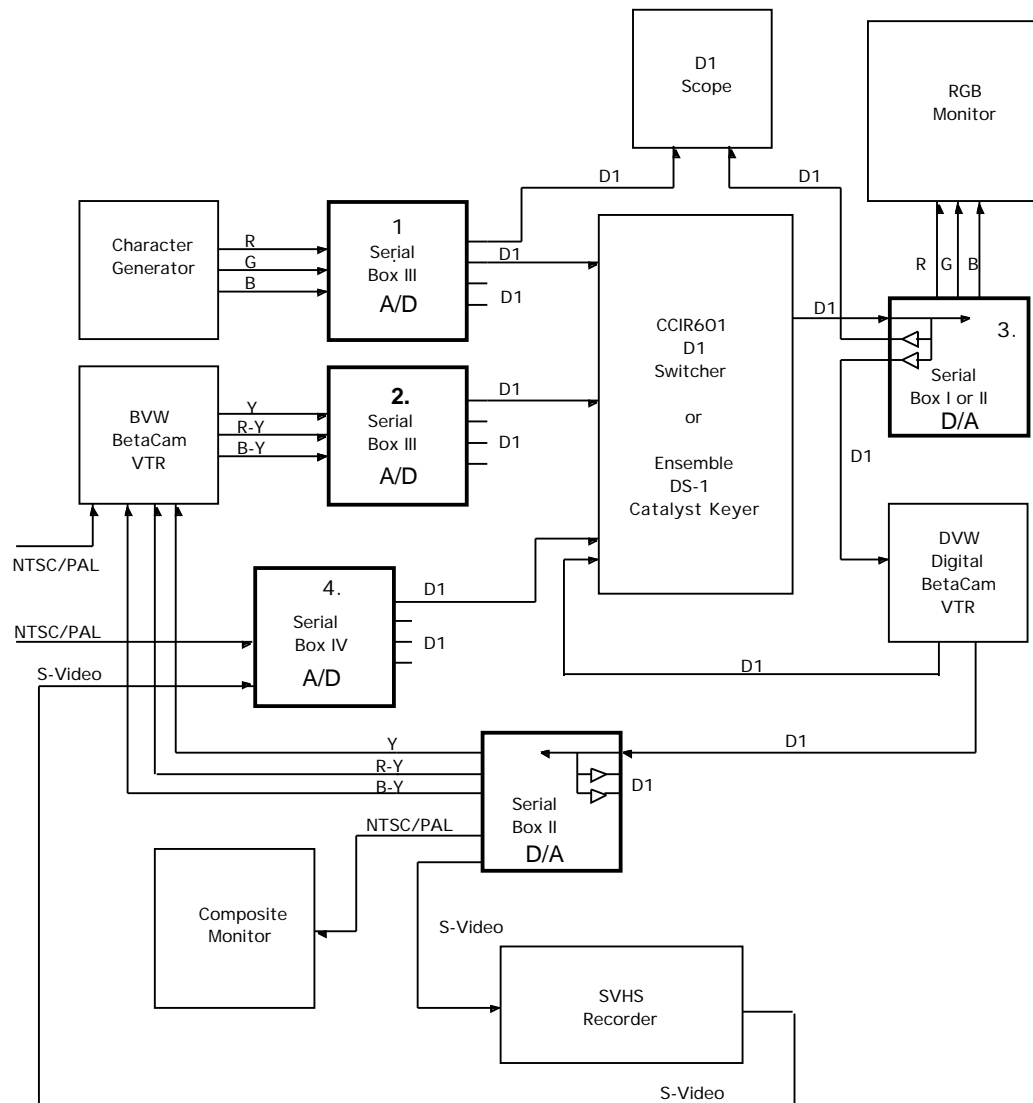 D1
Scope
RGB
Monitor
D1
D1
Character
Generator
R
G
B
1
.
Serial
Box III
A/D
D1
D1
R
G
B
CCIR601
D1
Switcher
or
Ensemble
DS-1
Catalyst Keyer
D1
3.
Serial
Box I or II
D/A
BVW
BetaCam
VTR
Y
R-Y
B-Y
2.
Serial
Box III
A/D
D1
D1
D1
NTSC/PAL
DVW
Digital
BetaCam
VTR
4.
Serial
Box IV
A/D
D1
D1
NTSC/PAL
S-Video
D1
Y
R-Y
B-Y
NTSC/PAL
Serial
Box II
D/A
D1
D1
Composite
Monitor
S-Video
SVHS
Recorder
S-Video